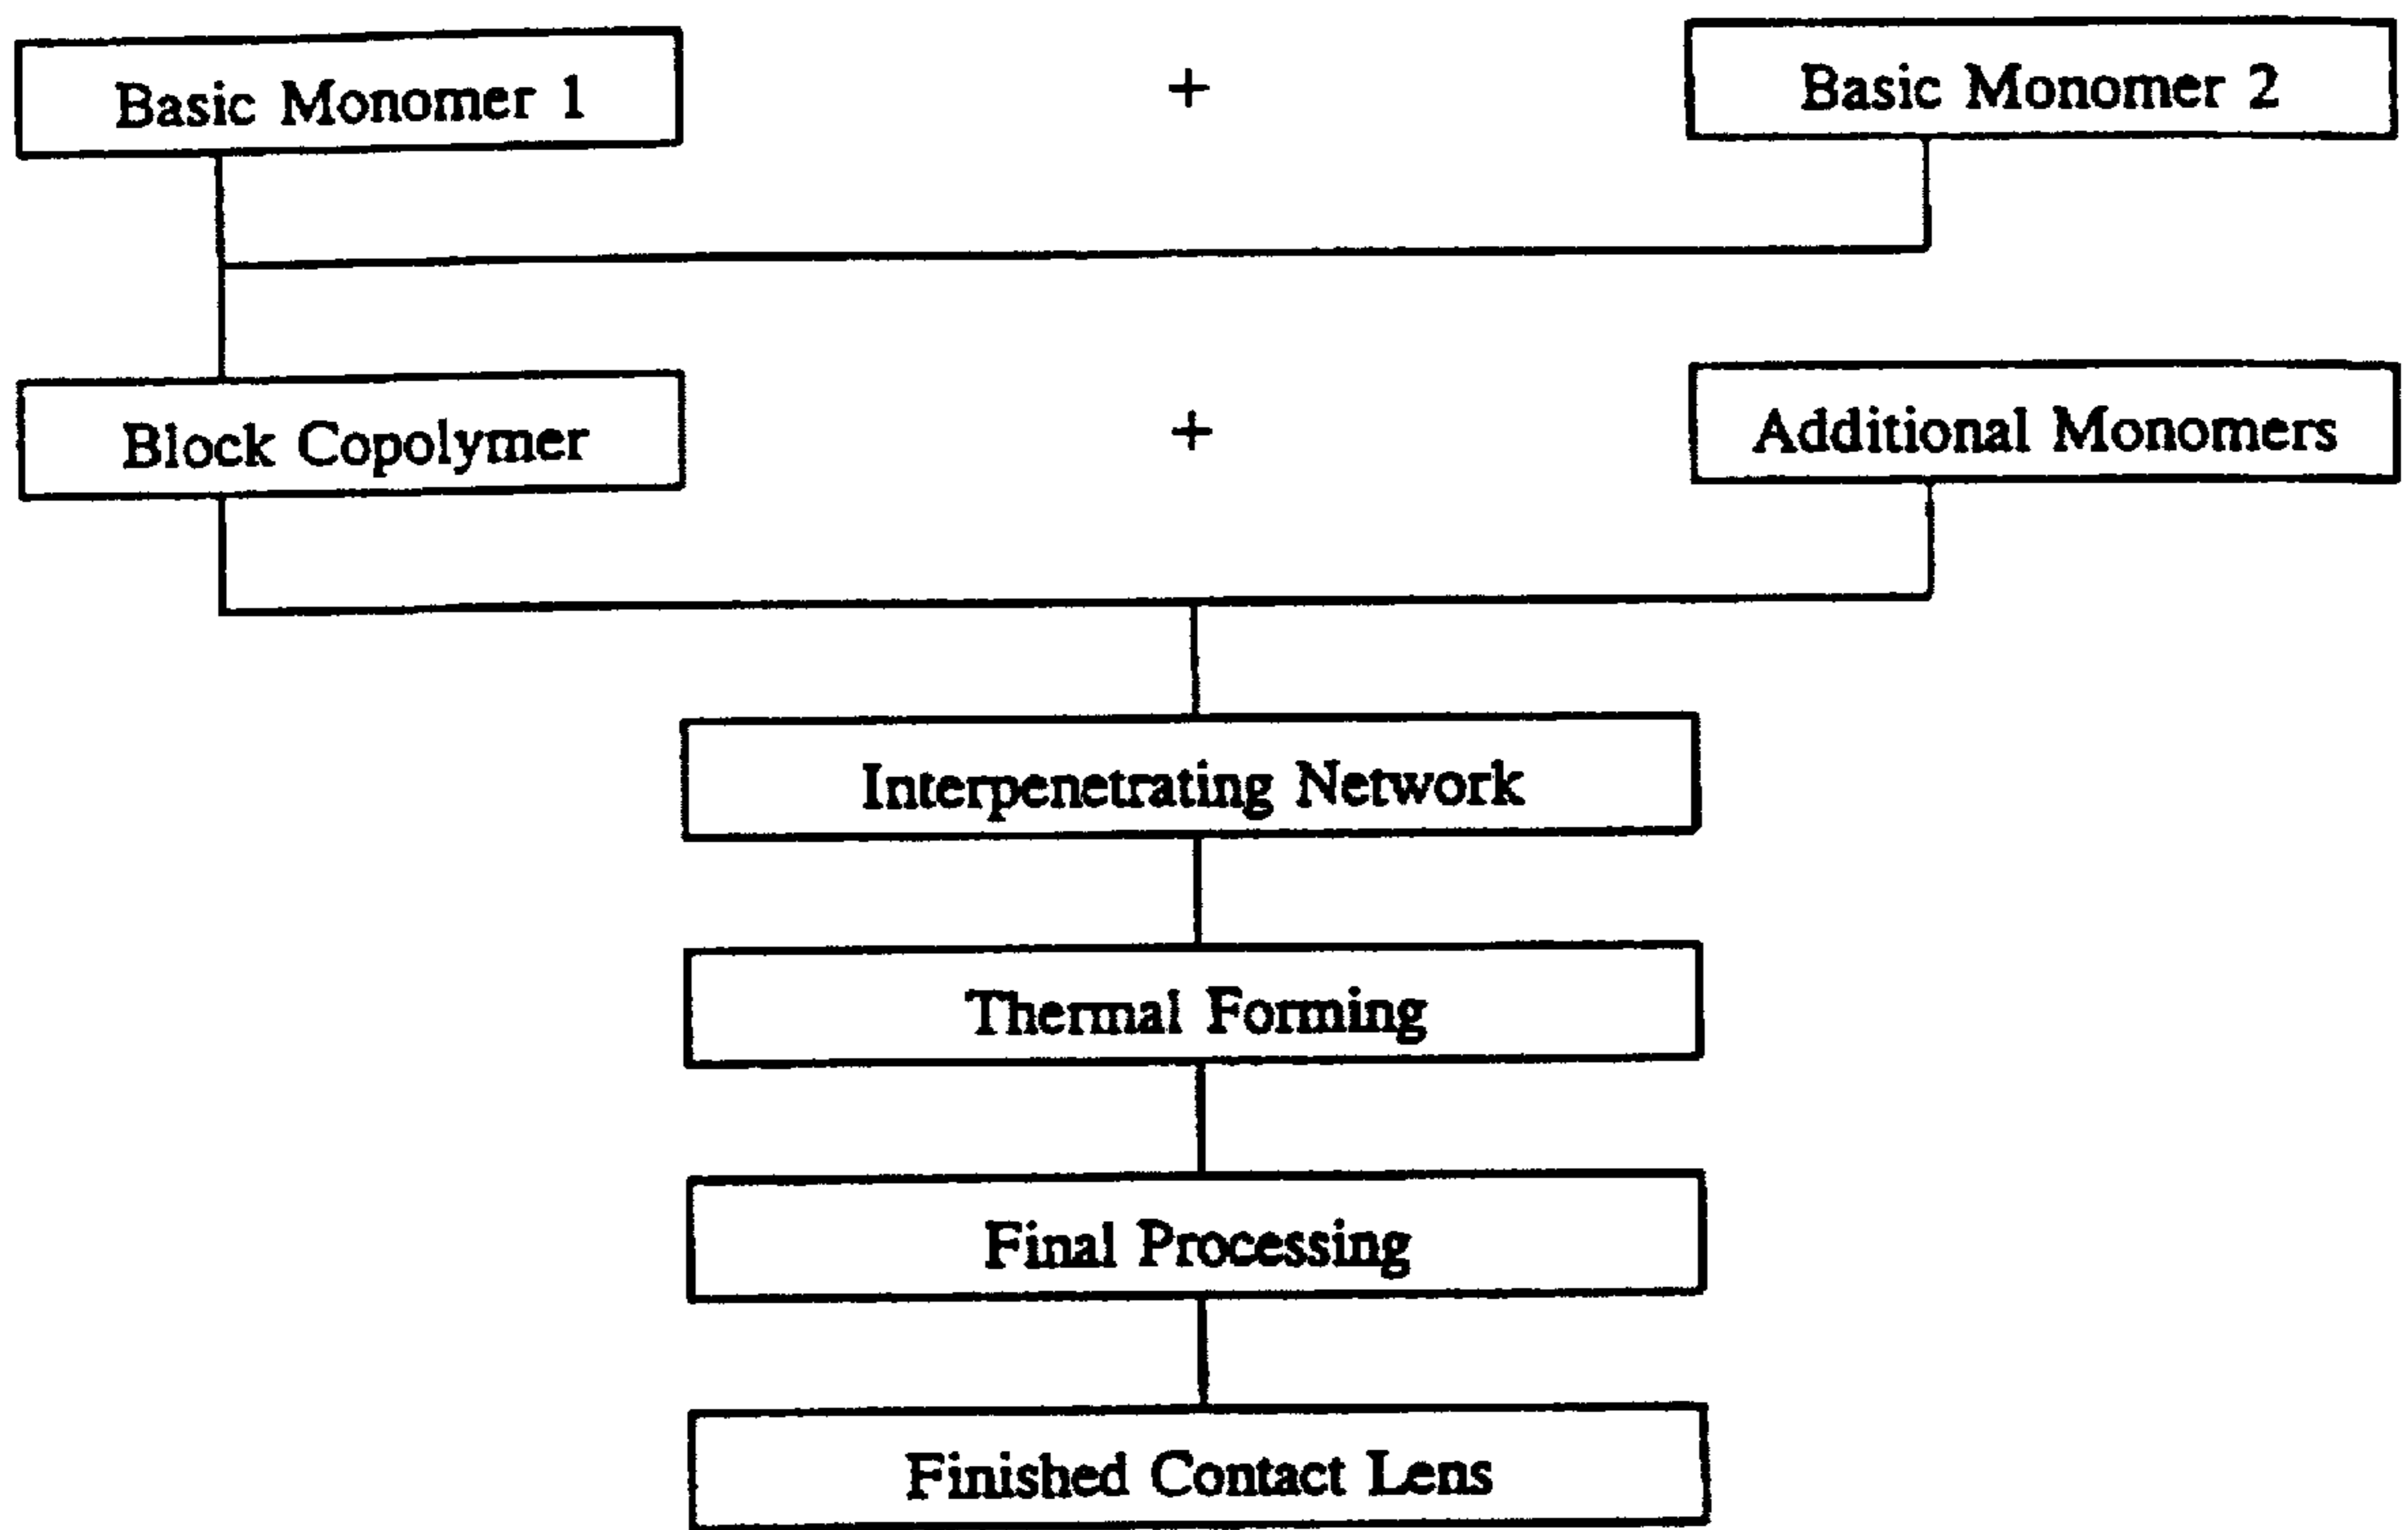 Basic Monomer 1 + Basic Monomer 2
Block Copolymer + Additional Monomers
Interpenetrating Network
Thermal Forming
Final Processing
Finished Contact Lens